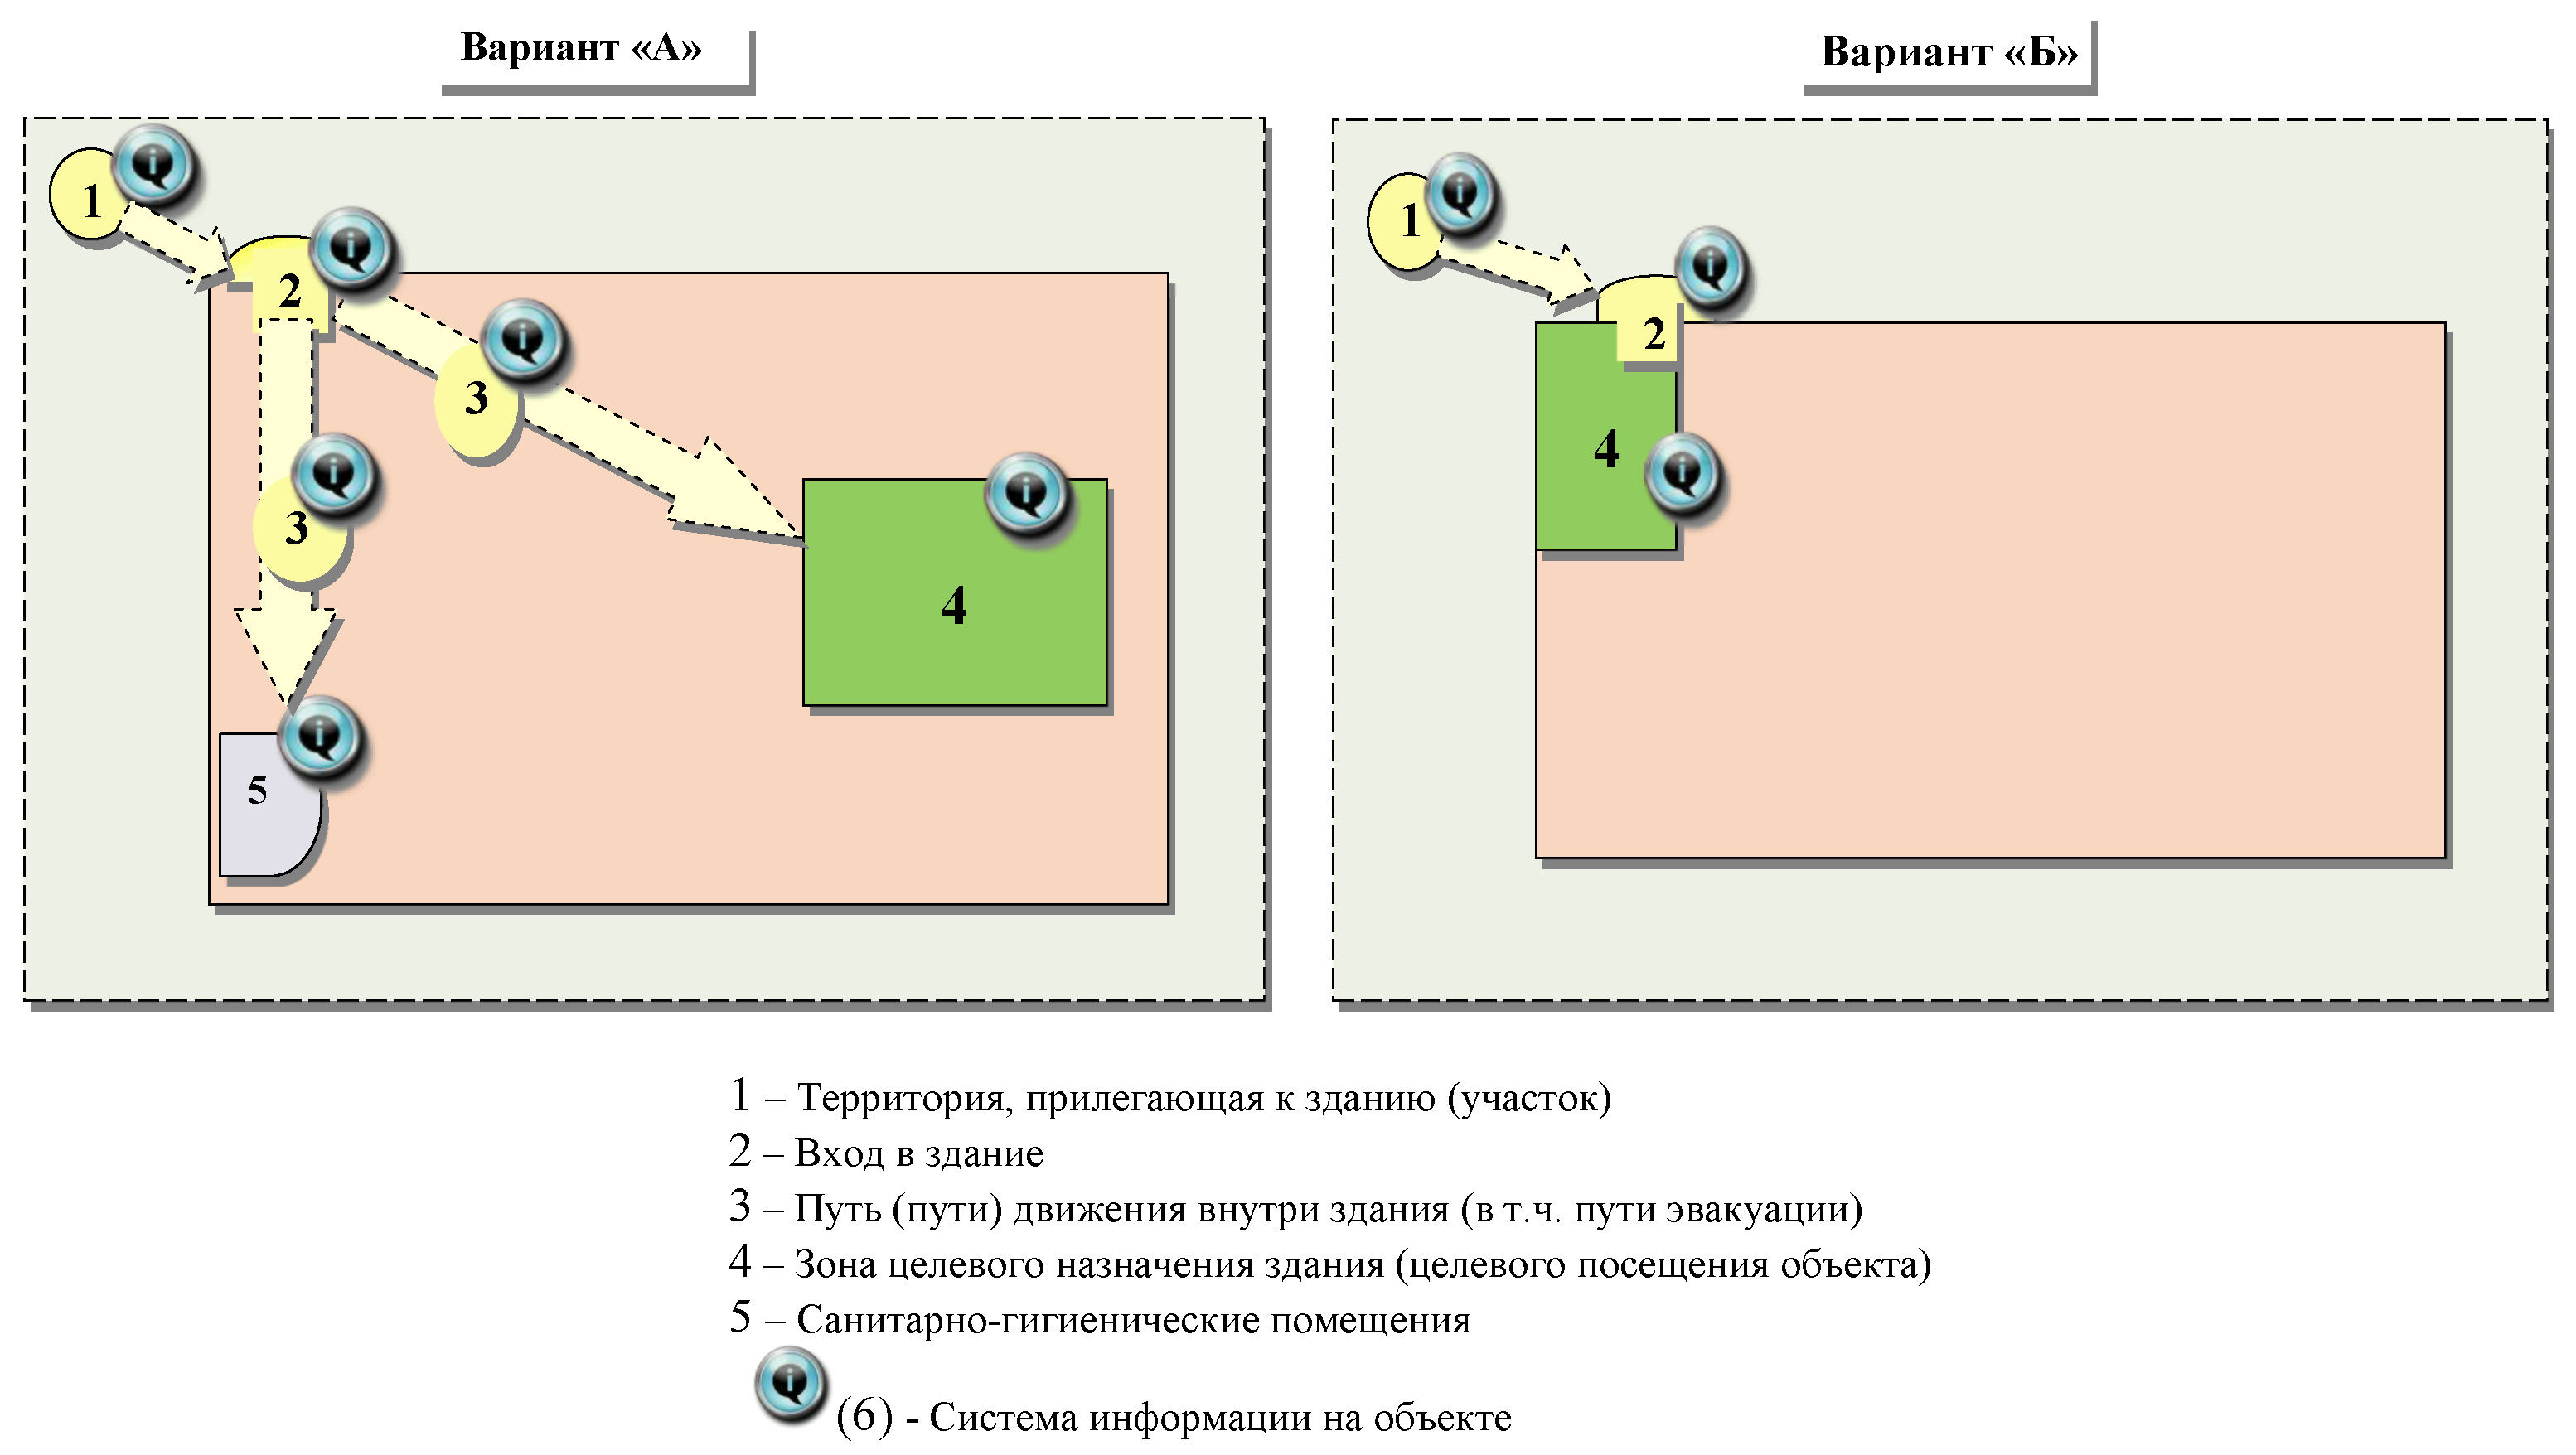 Вариант «А»
Вариант «Б»
1
2
3
3
4
5
1
2
4
1 – Территория, прилегающая к зданию (участок)
2 – Вход в здание
3 – Путь (пути) движения внутри здания (в т.ч. пути эвакуации)
4 – Зона целевого назначения здания (целевого посещения объекта)
5 – Санитарно-гигиенические помещения
(6) - Система информации на объекте